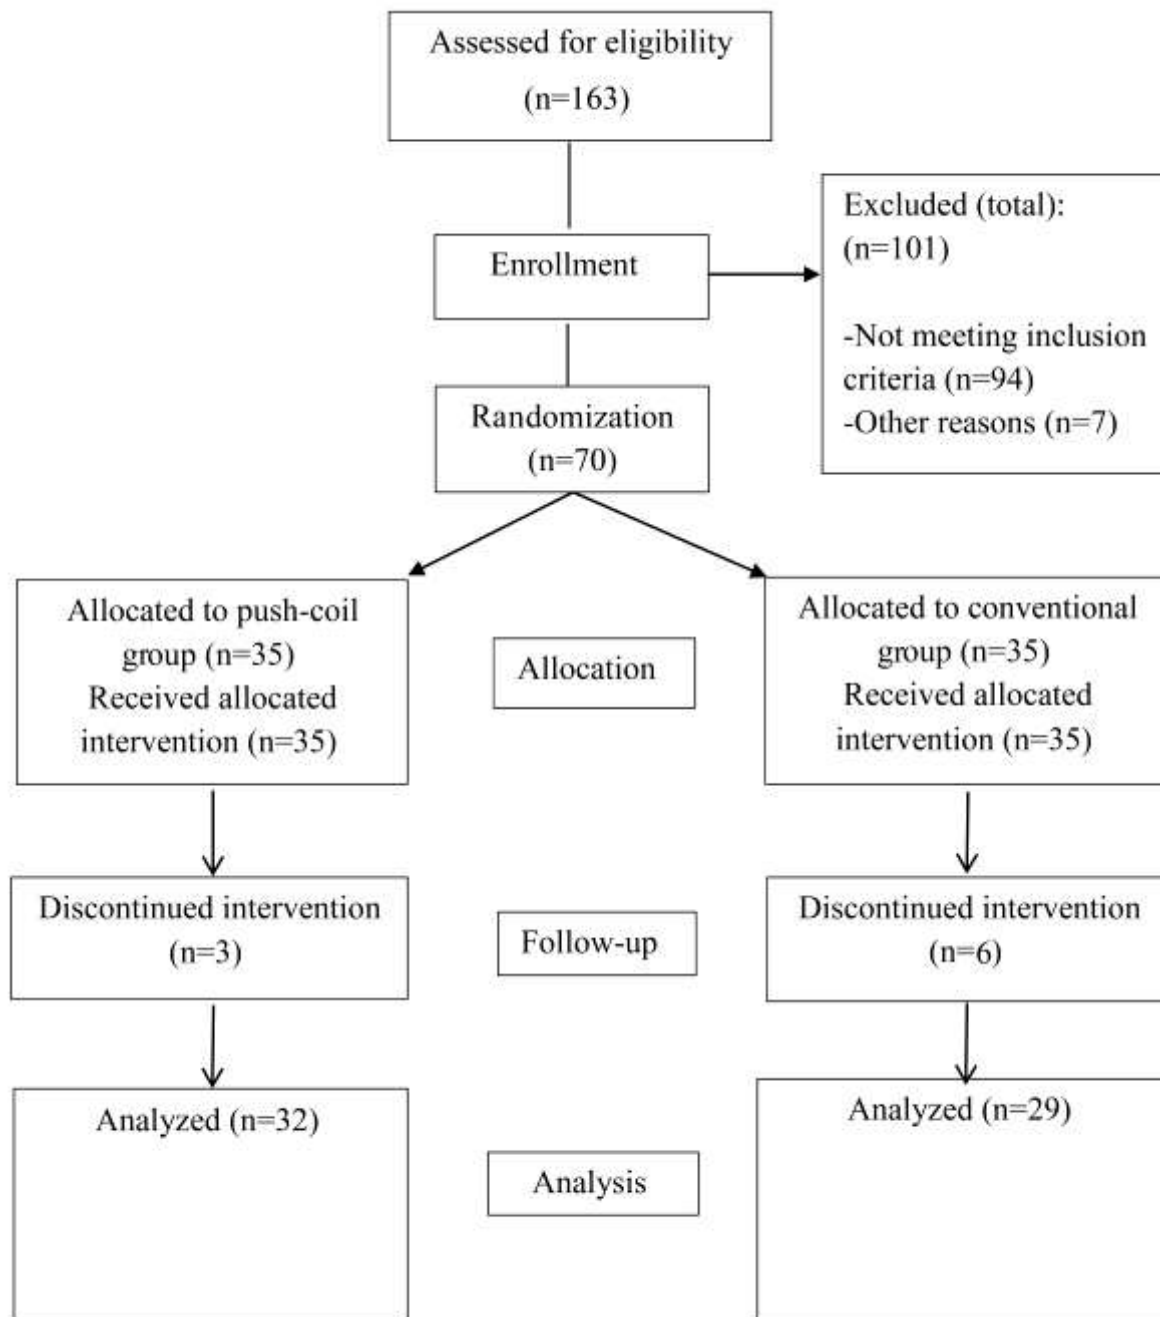 Assessed for eligibility
(n=163)
Excluded (total):
(n=101)
-Not meeting inclusion
criteria (n=94)
-Other reasons (n=7)
Enrollment
Randomization
(n=70)
Allocated to push-coil
group (n=35)
Received allocated
intervention (n=35)
Allocation
Allocated to conventional
group (n=35)
Received allocated
intervention (n=35)
Discontinued intervention
(n=3)
Follow-up
Discontinued intervention
(n=6)
Analyzed (n=32)
Analysis
Analyzed (n=29)